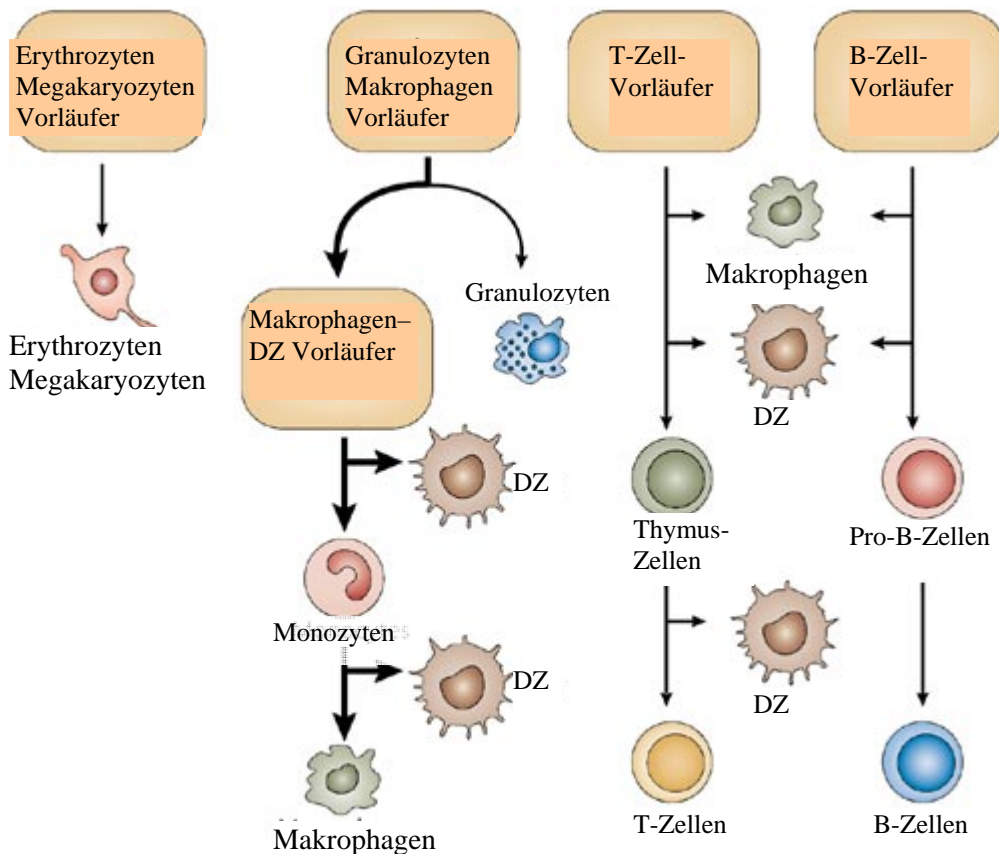 Erythrozyten
Megakaryozyten
Vorläufer
Granulozyten
Makrophagen
Vorläufer
T-Zell-
Vorläufer
B-Zell-
Vorläufer
Erythrozyten
Megakaryozyten
Makrophagen–
DZ Vorläufer
Granulozyten
Makrophagen
DZ
DZ
Monozyten
DZ
Makrophagen
Thymus-
Zellen
Pro-B-Zellen
DZ
T-Zellen
B-Zellen